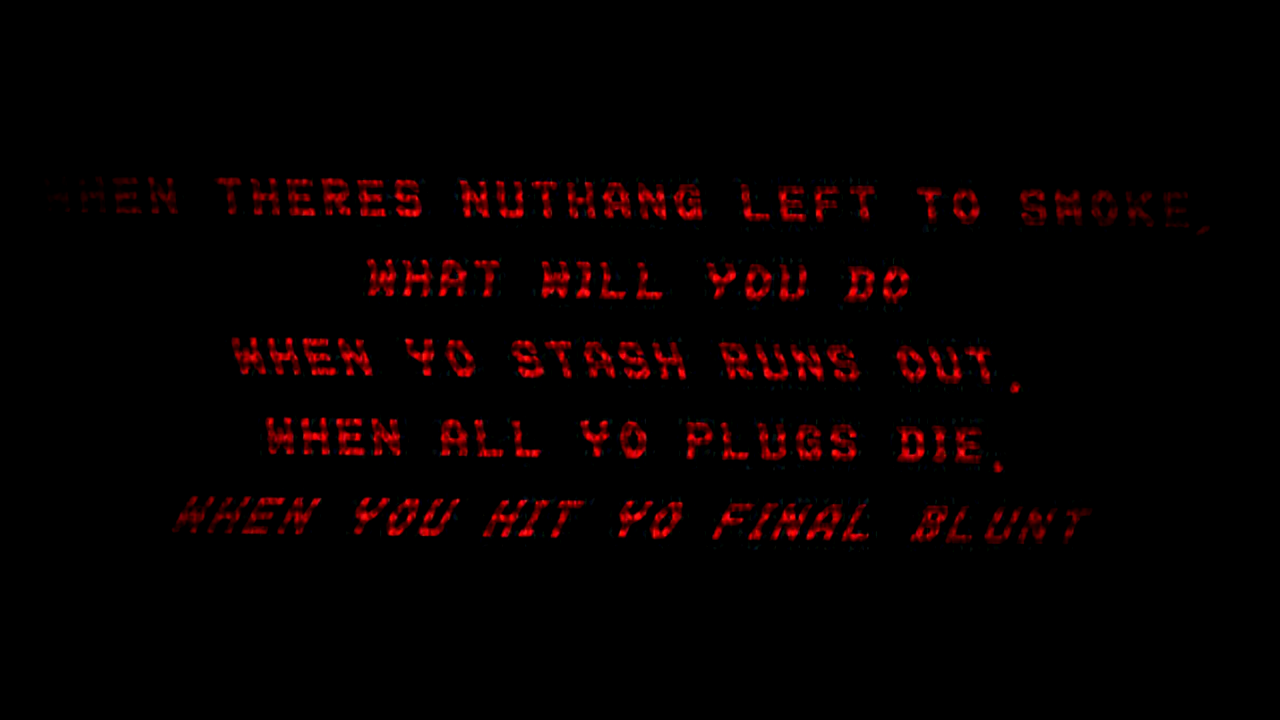 WHEN THERES NUTHANG LEFT TO SMOKE,
WHAT WILL YOU DO
WHEN YO STASH RUNS OUT.
WHEN ALL YO PLUGS DIE.
WHEN YOU HIT YO FINAL BLUNT